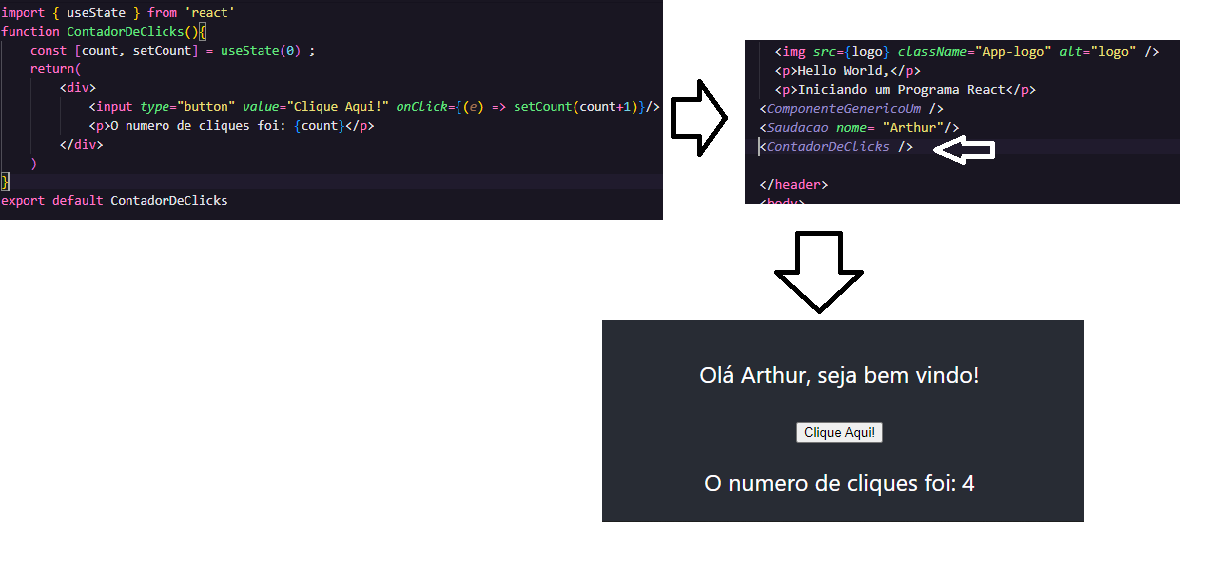 import { useState } from 'react'
function ContadorDeClicks(){
const [count, setCount] = useState(0) ;
return(
<div>
<input type="button" value="Clique Aqui!" onClick={(e) => setCount(count+1)}/>
<p>O numero de cliques foi: {count}</p>
</div>
)
}
export default ContadorDeClicks
<img src={logo} className="App-logo" alt="logo" />
<p>Hello World,</p>
<p>Iniciando um Programa React</p>
<ComponenteGenericoUm />
<Saudacao nome= "Arthur"/>
<ContadorDeClicks />
</header>
<body>
Olá Arthur, seja bem vindo!
Clique Aqui!
O numero de cliques foi: 4